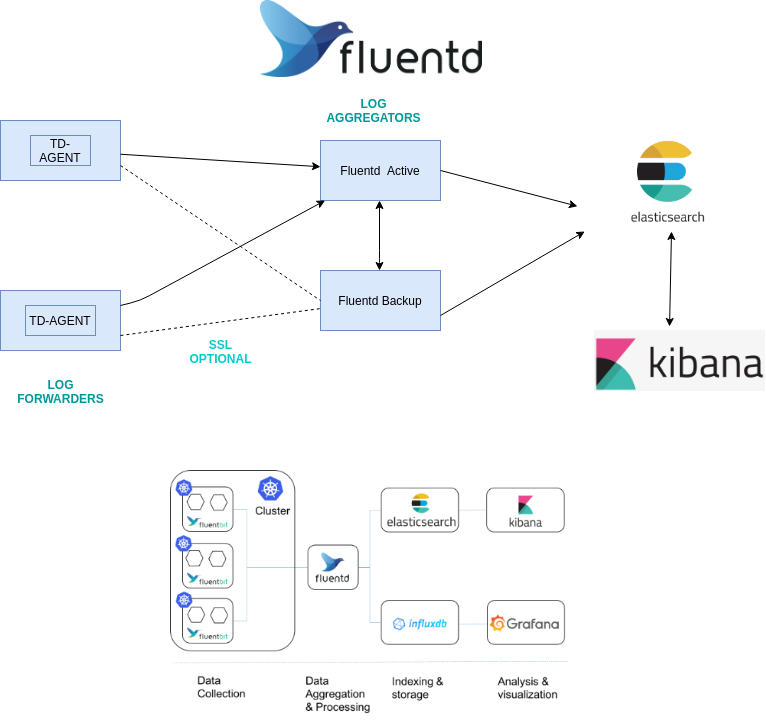 fluentd
LOG
AGGREGATORS
TD-
AGENT
Fluentd Active
elasticsearch
Fluentd Backup
TD-AGENT
SSL
OPTIONAL
kibana
LOG
FORWARDERS
Cluster
fluentbit
fluentbit
fluentbit
fluentd
elasticsearch
kibana
influxdb
Grafana
Data
Collection
Data
Aggregation
& Processing
Indexing &
storage
Analysis &
visualization